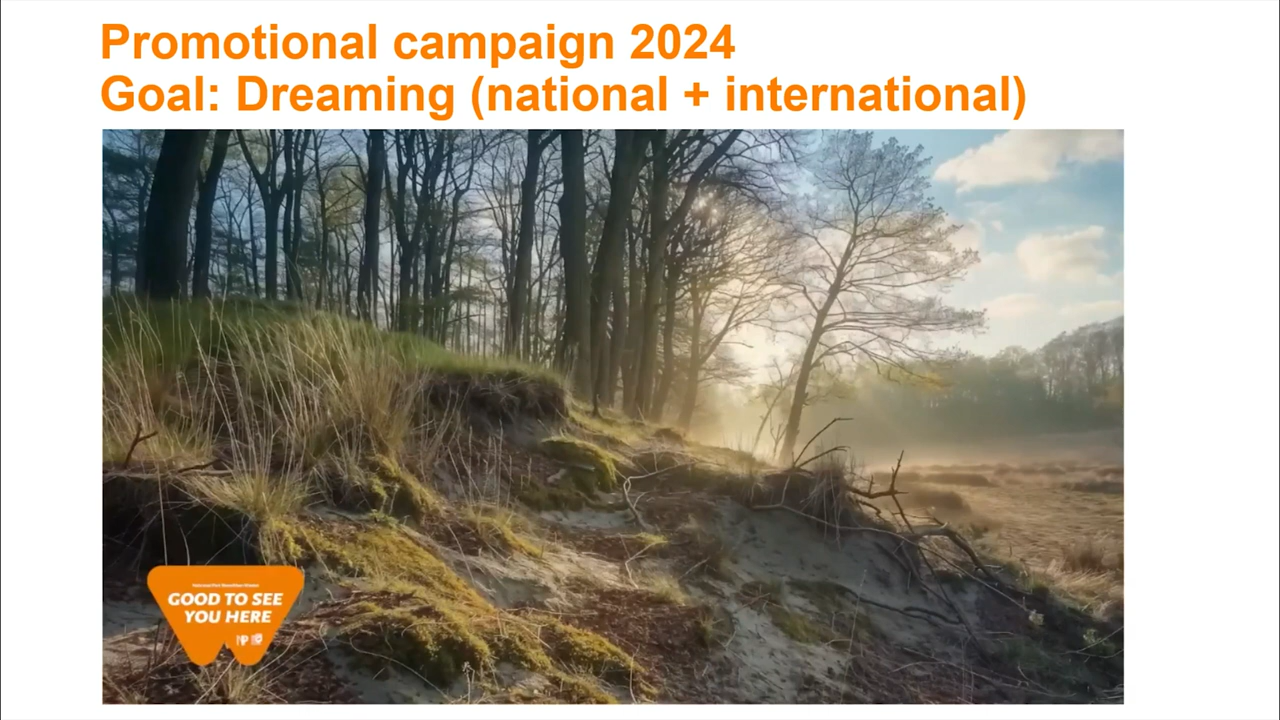 Promotional campaign 2024
Goal: Dreaming (national + international)
GOOD TO SEE
YOU HERE